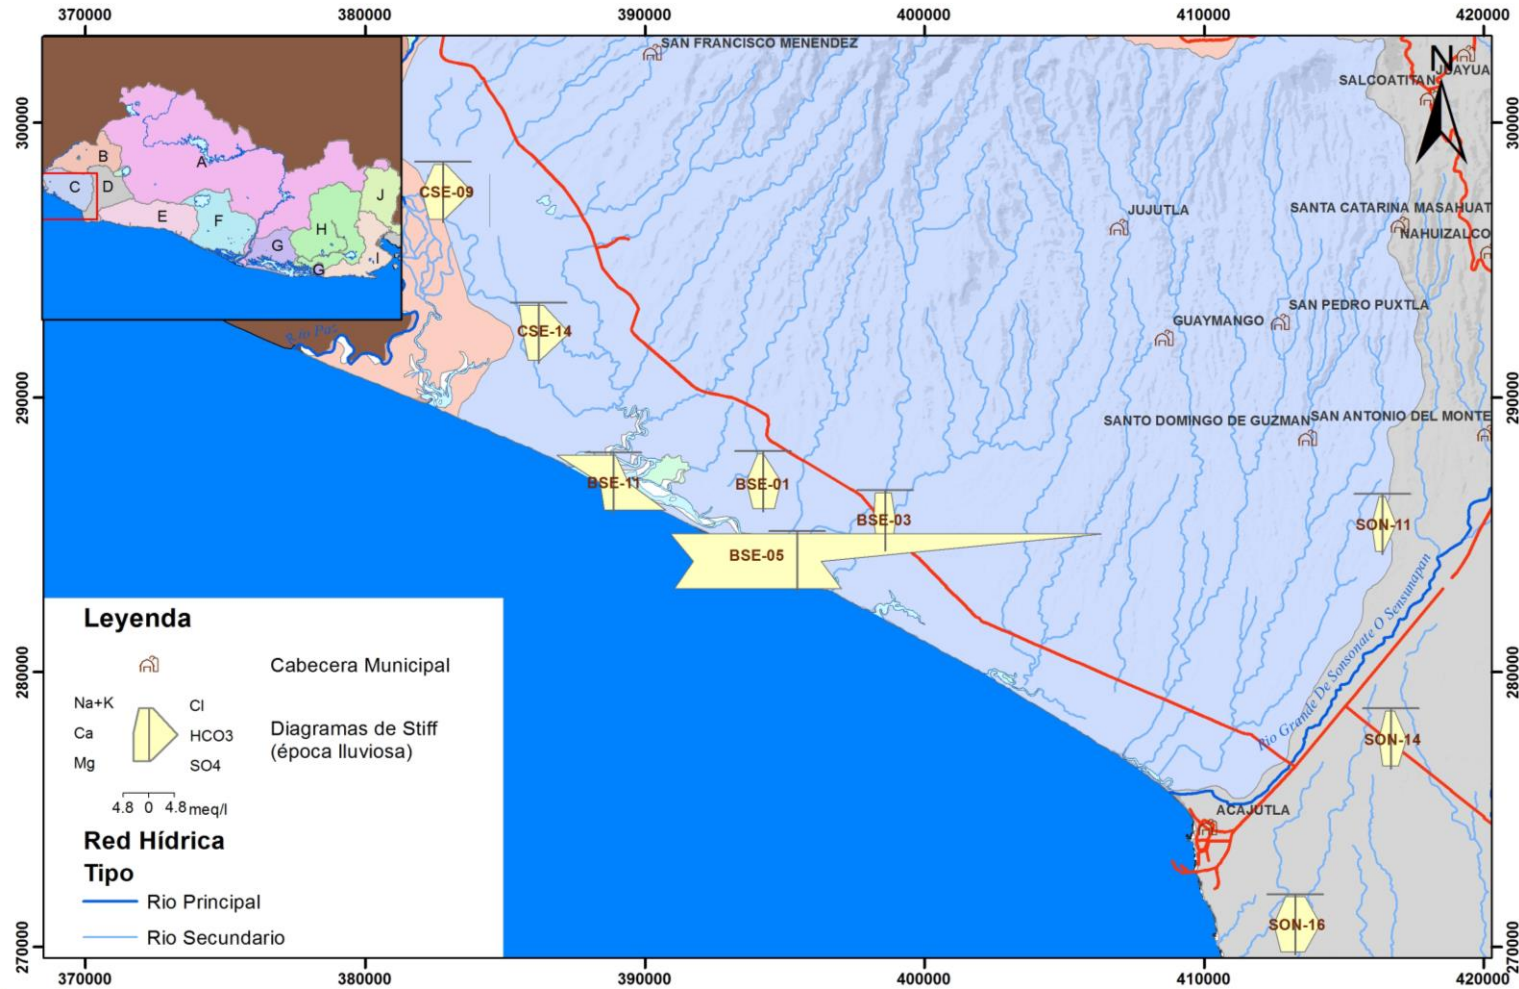 370000
380000
390000
400000
410000
420000
SAN FRANCISCO MENENDEZ
N
JUAYUA
SALCOATITAN
300000
300000
B
A
C
D
J
E
F
H
G
I
G
CSE-09
JUJUTLA
SANTA CATARINA MASAHUAT
NAHUIZALCO
CSE-14
Rio Paz
GUAYMANGO
SAN PEDRO PUXTLA
290000
290000
SANTO DOMINGO DE GUZMAN
SAN ANTONIO DEL MONTE
BSE-11
BSE-01
BSE-03
SON-11
BSE-05
Rio Grande De Sonsonate O Sensunapan
280000
280000
SON-14
ACAJUTLA
SON-16
270000
270000
Leyenda
Cabecera Municipal
Na+K
Cl
Ca
HCO3
Mg
SO4
Diagramas de Stiff
(época lluviosa)
4.8 0 4.8 meq/l
Red Hídrica
Tipo
Rio Principal
Rio Secundario
370000
380000
390000
400000
410000
420000